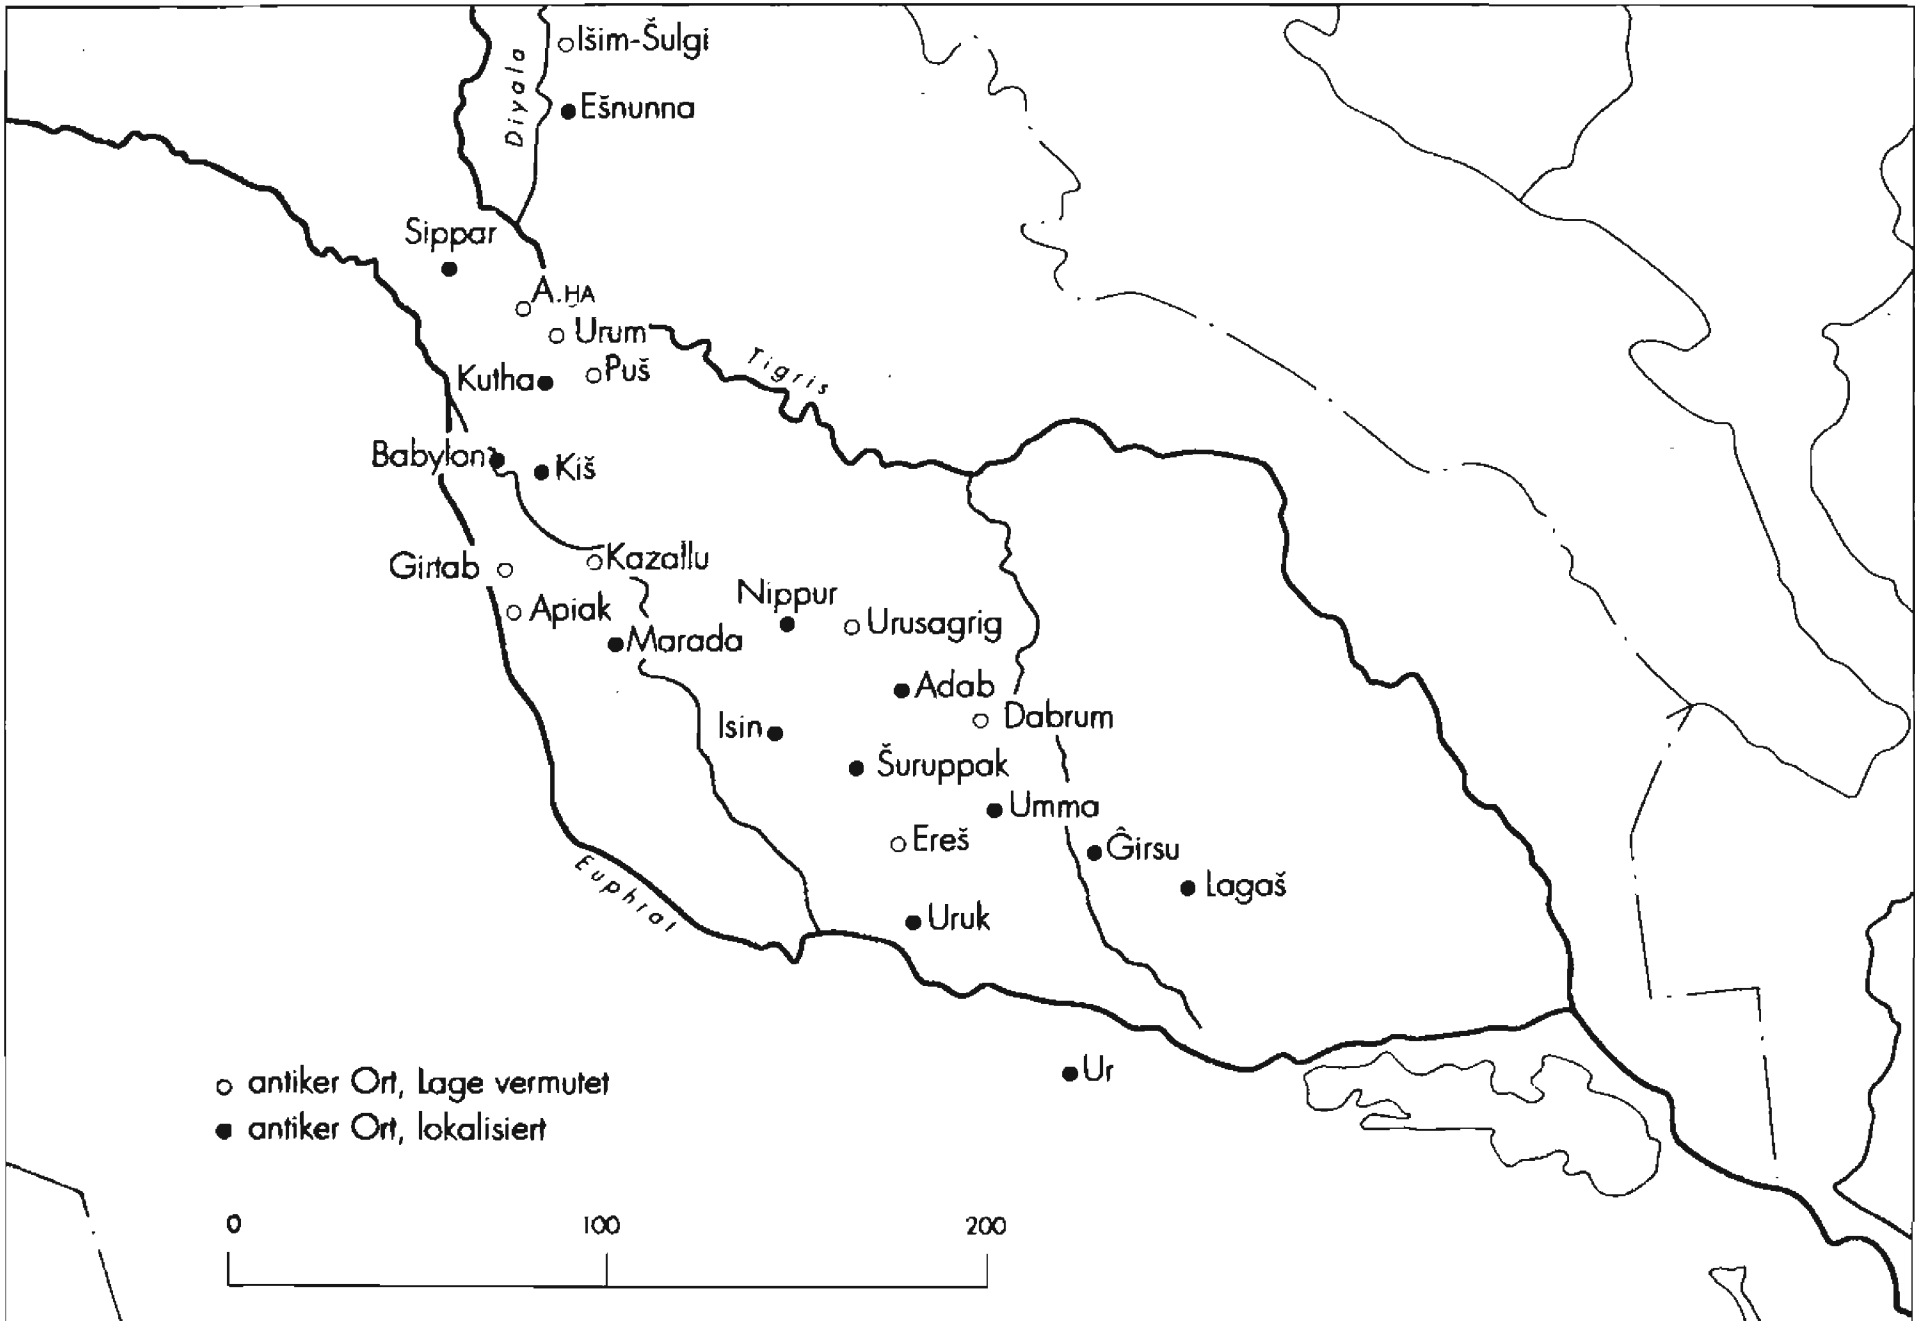 Išim-Šulgi
Diyala
Ešnunna
Sippar
A.ḪA
Urum
Puš
Kutha
Tigris
Babylon
Kiš
Girtab
Kazallu
Apiak
Nippur
Urusagrig
Marada
Adab
Dabrum
Isin
Šuruppak
Umma
Ereš
Ĝirsu
Lagaš
Euphrat
Uruk
Ur
antiker Ort, Lage vermutet
antiker Ort, lokalisiert
0 100 200